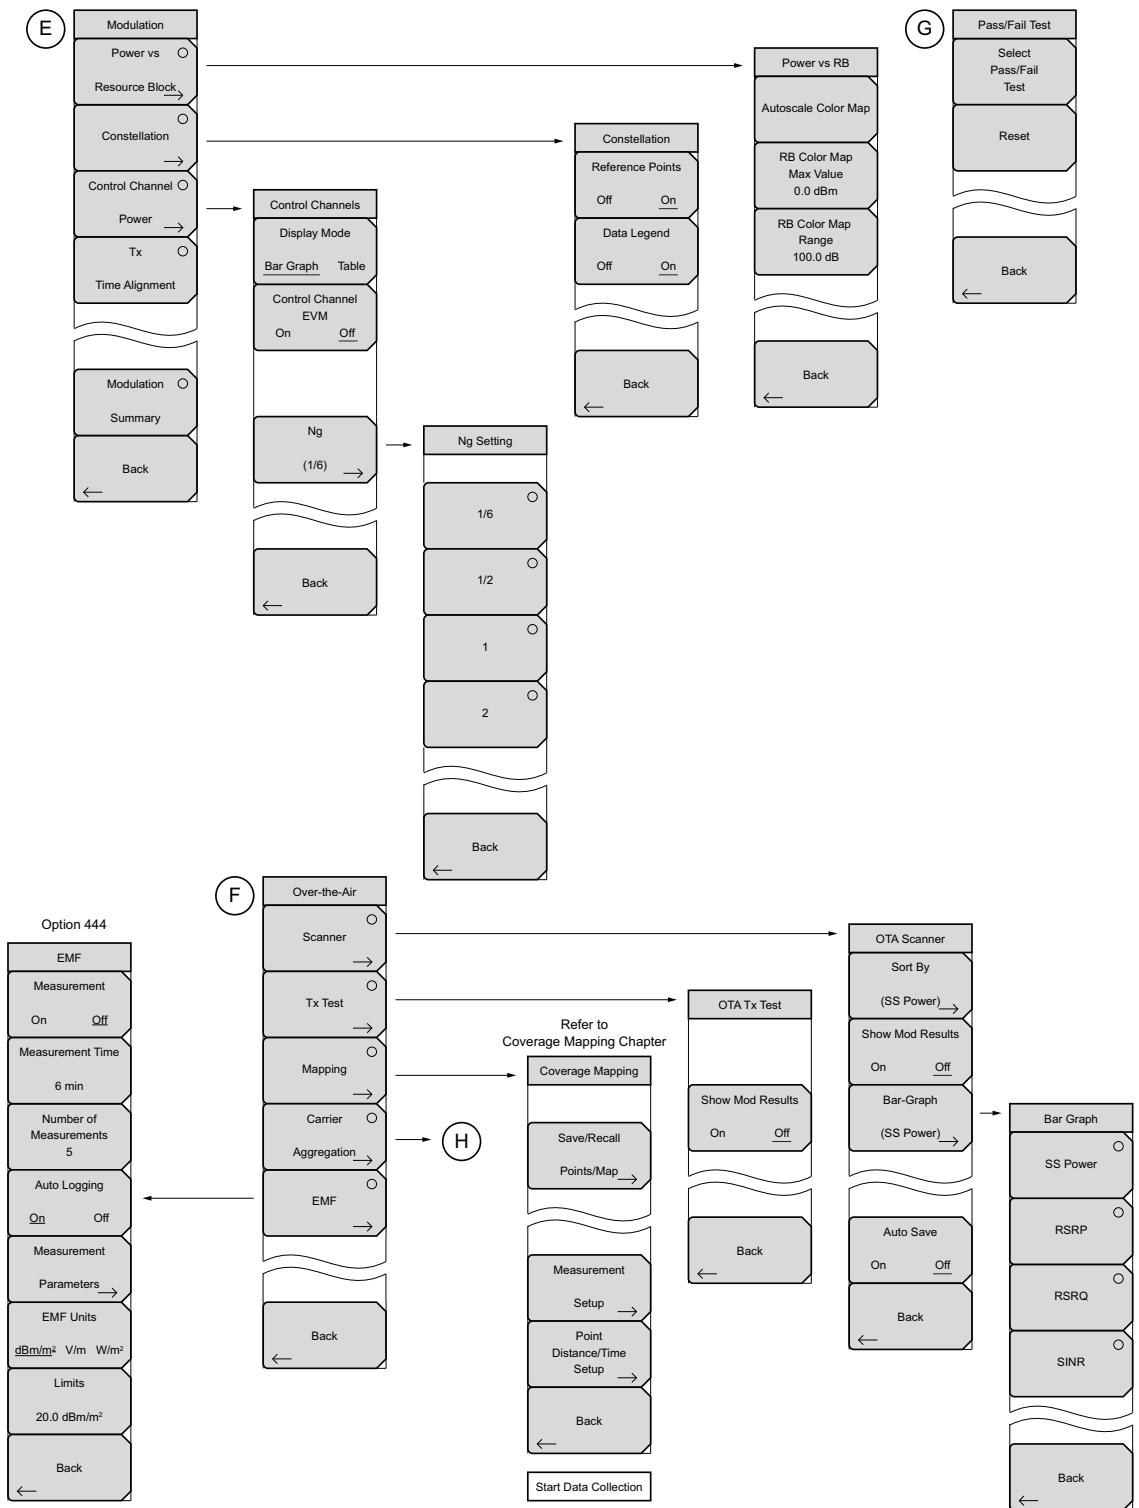 E
Modulation
Power vs
Resource Block
Constellation
Control Channel
Power
Tx
Time Alignment
Modulation
Summary
Back
Control Channels
Display Mode
Bar Graph Table
Control Channel
EVM
On Off
Ng
(1/6)
Back
Ng Setting
1/6
1/2
1
2
Back
Constellation
Reference Points
Off On
Data Legend
Off On
Back
Power vs RB
Autoscale Color Map
RB Color Map
Max Value
0.0 dBm
RB Color Map
Range
100.0 dB
Back
G
Pass/Fail Test
Select
Pass/Fail
Test
Reset
Back
F
Over-the-Air
Scanner
Tx Test
Mapping
Carrier
Aggregation
EMF
Back
H
Option 444
EMF
Measurement
On Off
Measurement Time
6 min
Number of
Measurements
5
Auto Logging
On Off
Measurement
Parameters
EMF Units
dBm/m² V/m W/m²
Limits
20.0 dBm/m²
Back
Refer to
Coverage Mapping Chapter
Coverage Mapping
Save/Recall
Points/Map
Measurement
Setup
Point
Distance/Time
Setup
Back
Start Data Collection
OTA Tx Test
Show Mod Results
On Off
Back
OTA Scanner
Sort By
(SS Power)
Show Mod Results
On Off
Bar-Graph
(SS Power)
Auto Save
On Off
Back
Bar Graph
SS Power
RSRP
RSRQ
SINR
Back